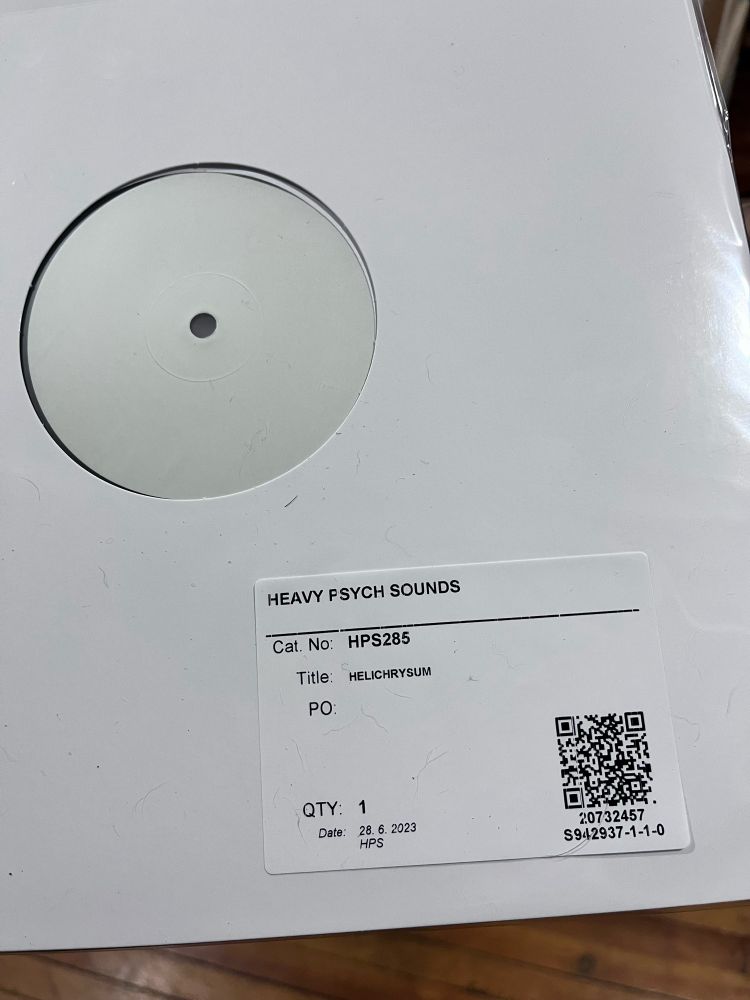 HEAVY PSYCH SOUNDS
Cat. No: HPS285
Title: HELICHRYSUM
PO:
QTY: 1
Date: 28. 6. 2023
HPS
20732457
S942937-1-1-0